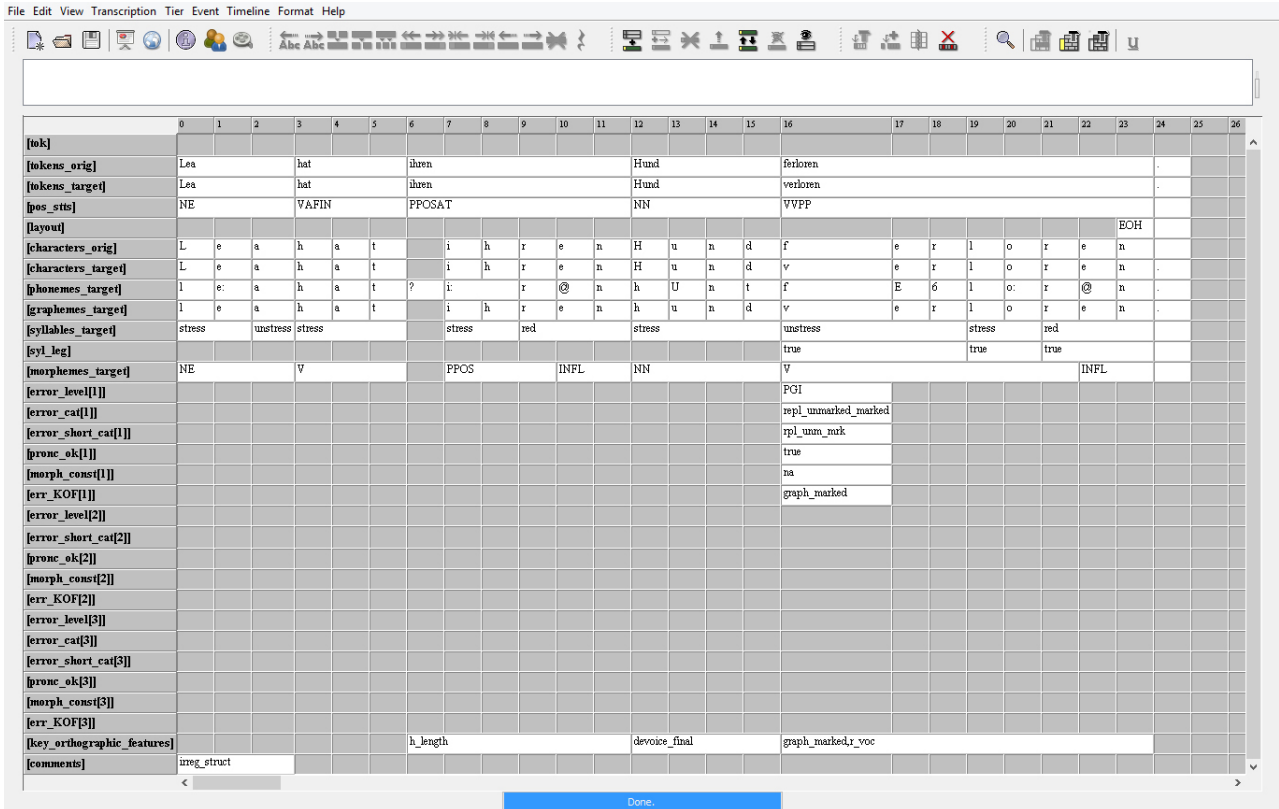 File Edit View Transcription Tier Event Timeline Format Help
Abc Abc u
0 1 2 3 4 5 6 7 8 9 10 11 12 13 14 15 16 17 18 19 20 21 22 23 24 25 26
[tok]
[tokens_orig] Lea hat ihren Hund ferloren .
[tokens_target] Lea hat ihren Hund verloren .
[pos_stts] NE VAFIN PPOSAT NN VVPP
[layout] EOH
[characters_orig] L e a h a t i h r e n H u n d f e r l o r e n
[characters_target] L e a h a t i h r e n H u n d v e r l o r e n .
[phonemes_target] l e: a h a t ? i: r @ n h U n t f E 6 l o: r @ n .
[graphemes_target] l e a h a t i h r e n h u n d v e r l o r e n .
[syllables_target] stress unstress stress stress red stress unstress stress red
[syl_leg] true true true
[morphemes_target] NE V PPOS INFL NN V INFL
[error_level[1]] PGI
[error_cat[1]] repl_unmarked_marked
[error_short_cat[1]] rpl_unm_mrk
[pronc_ok[1]] true
[morph_const[1]] na
[err_KOF[1]] graph_marked
[error_level[2]]
[error_short_cat[2]]
[pronc_ok[2]]
[morph_const[2]]
[err_KOF[2]]
[error_level[3]]
[error_cat[3]]
[error_short_cat[3]]
[pronc_ok[3]]
[morph_const[3]]
[err_KOF[3]]
[key_orthographic_features] h_length devoice_final graph_marked,r_voc
[comments] irreg_struct
Done.